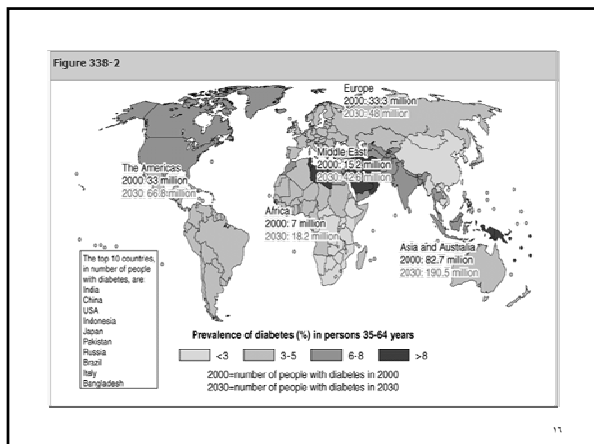 Figure 338-2
Europe
2000: 33.3 million
2030: 48 million
Middle East
2000: 15.2 million
2030: 42.6 million
The Americas
2000: 33 million
2030: 66.8 million
Africa
2000: 7 million
2030: 18.2 million
Asia and Australia
2000: 82.7 million
2030: 190.5 million
The top 10 countries,
in number of people
with diabetes, are:
India
China
USA
Indonesia
Japan
Pakistan
Russia
Brazil
Italy
Bangladesh
Prevalence of diabetes (%) in persons 35-64 years
<3 3-5 6-8 >8
2000=number of people with diabetes in 2000
2030=number of people with diabetes in 2030
١٦